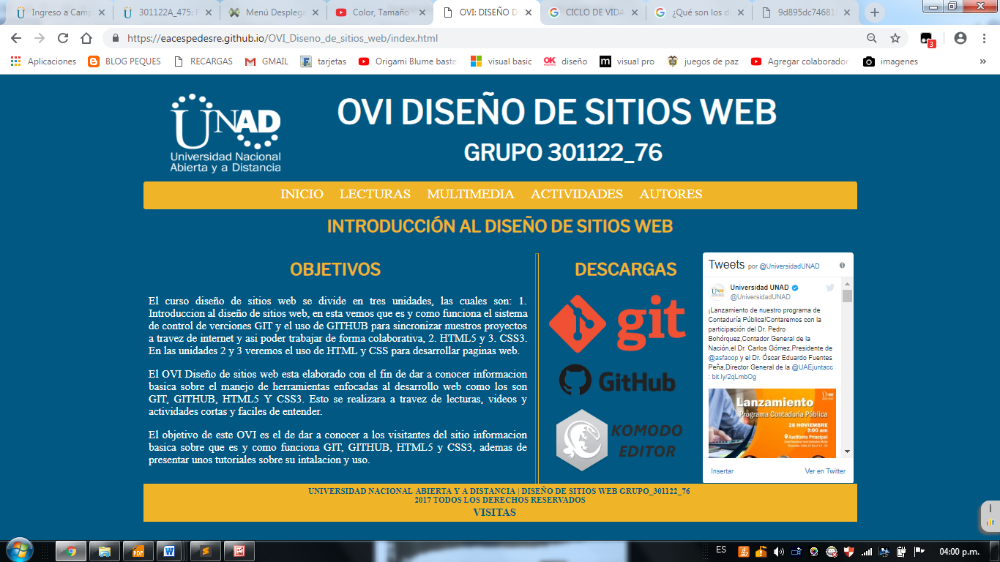 Ingreso a Camp
301122A_475:
Menú Desplega
Color, Tamaño
OVI: DISEÑO D
CICLO DE VIDA
¿Qué son los d
9d895dc74681
https://eacespedesre.github.io/OVI_Diseno_de_sitios_web/index.html
3
Aplicaciones
BLOG PEQUES
RECARGAS
GMAIL
tarjetas
Origami Blume baste
visual basic
OK diseño
m visual pro
juegos de paz
Agregar colaborador
imagenes
»
UNAD
Universidad Nacional
Abierta y a Distancia
OVI DISEÑO DE SITIOS WEB
GRUPO 301122_76
INICIO LECTURAS MULTIMEDIA ACTIVIDADES AUTORES
INTRODUCCIÓN AL DISEÑO DE SITIOS WEB
OBJETIVOS
El curso diseño de sitios web se divide en tres unidades, las cuales son: 1.
Introduccion al diseño de sitios web, en esta vemos que es y como funciona el sistema
de control de verciones GIT y el uso de GITHUB para sincronizar nuestros proyectos
a travez de internet y asi poder trabajar de forma colaborativa, 2. HTML5 y 3. CSS3.
En las unidades 2 y 3 veremos el uso de HTML y CSS para desarrollar paginas web.
El OVI Diseño de sitios web esta elaborado con el fin de dar a conocer informacion
basica sobre el manejo de herramientas enfocadas al desarrollo web como los son
GIT, GITHUB, HTML5 Y CSS3. Esto se realizara a travez de lecturas, videos y
actividades cortas y faciles de entender.
El objetivo de este OVI es el de dar a conocer a los visitantes del sitio informacion
basica sobre que es y como funciona GIT, GITHUB, HTML5 y CSS3, ademas de
presentar unos tutoriales sobre su intalacion y uso.
DESCARGAS
git
GitHub
KOMODO
EDITOR
Tweets por @UniversidadUNAD
Universidad UNAD
@UniversidadUNAD
¡Lanzamiento de nuestro programa de
Contaduría Pública!Contaremos con la
participación del Dr. Pedro
Bohórquez,Contador General de la
Nación,el Dr. Carlos Gómez,Presidente de
@asfacop y el Dr. Óscar Eduardo Fuentes
Peña,Director General de la @UAEjuntacc
: bit.ly/2qLmbOg
Lanzamiento
Programa Contaduría Pública
28 NOVIEMBRE
9:00 am
Auditorio Principal
Insertar
Ver en Twitter
UNIVERSIDAD NACIONAL ABIERTA Y A DISTANCIA | DISEÑO DE SITIOS WEB GRUPO_301122_76
2017 TODOS LOS DERECHOS RESERVADOS
VISITAS
ES
04:00 p.m.